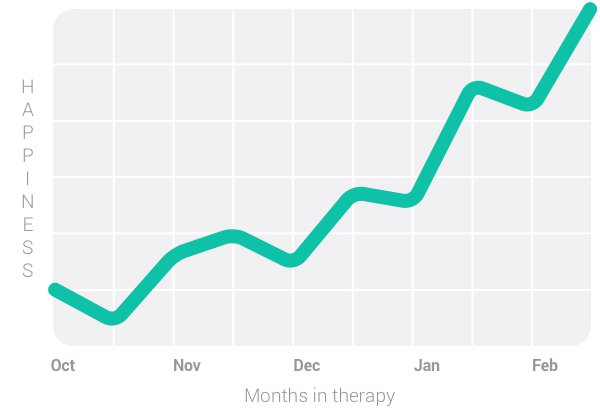 HAPPINESS
Oct Nov Dec Jan Feb
Months in therapy